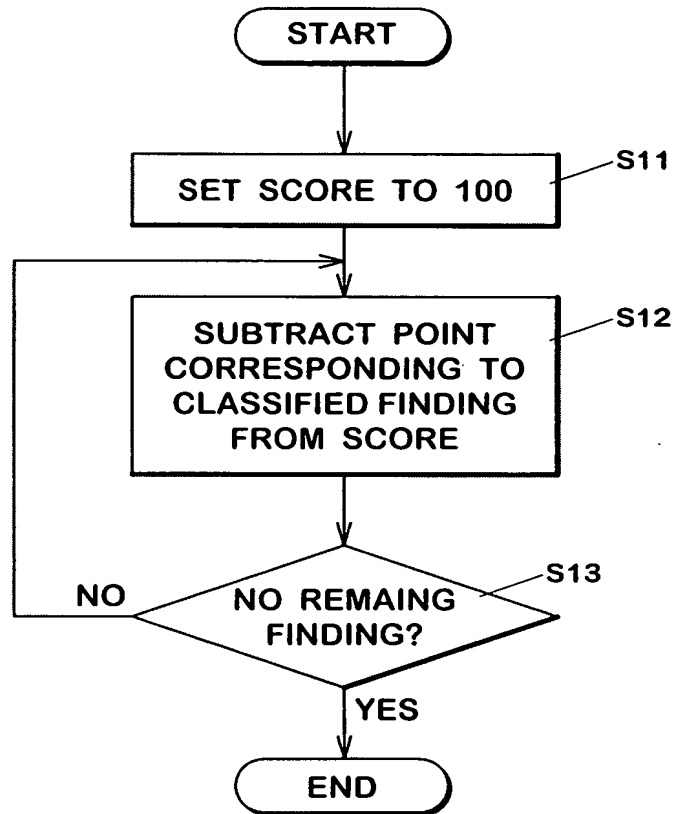 START
SET SCORE TO 100
S11
SUBTRACT POINT
CORRESPONDING TO
CLASSIFIED FINDING
FROM SCORE
S12
NO REMAING
FINDING?
S13
NO
YES
END